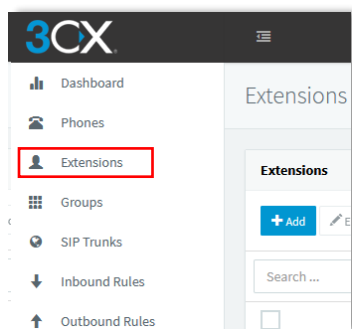 3CX
Dashboard
Phones
Extensions
Groups
SIP Trunks
Inbound Rules
Outbound Rules
Extensions
Extensions
+ Add
E
Search ...